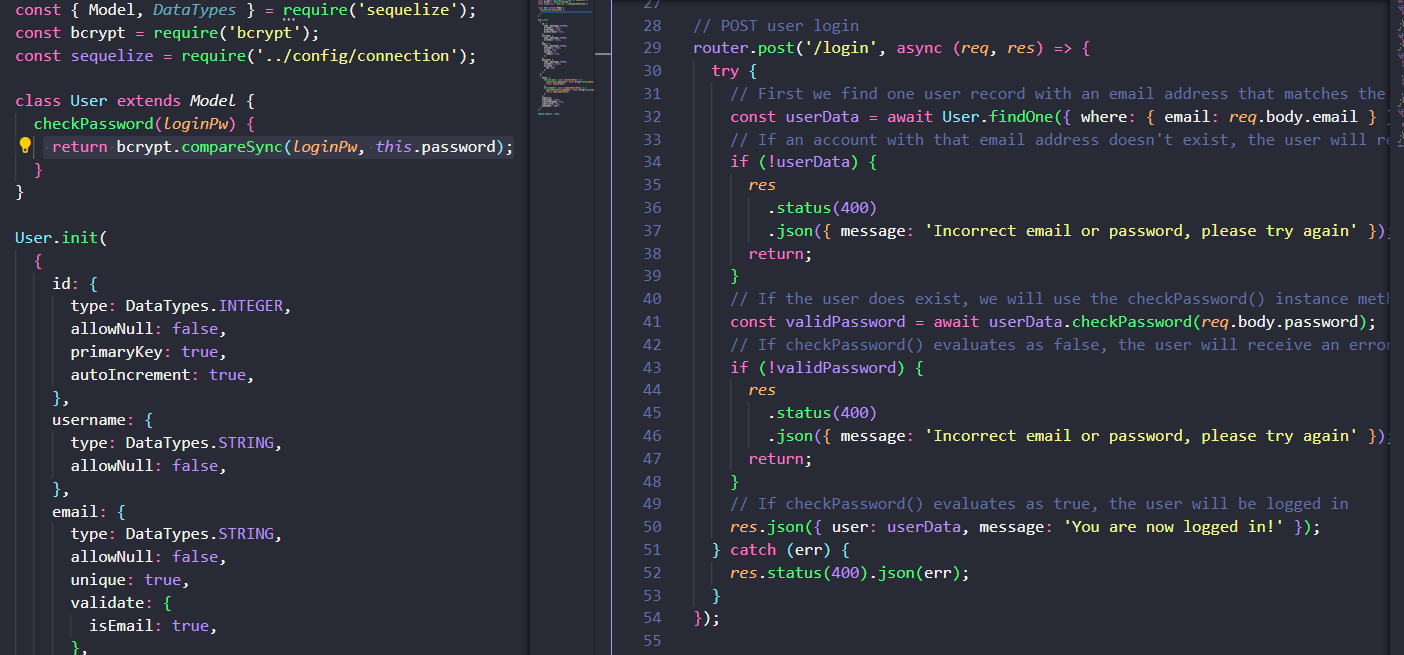 const { Model, DataTypes } = require('sequelize');
const bcrypt = require('bcrypt');
const sequelize = require('../config/connection');
class User extends Model {
checkPassword(loginPw) {
return bcrypt.compareSync(loginPw, this.password);
}
}
User.init(
{
id: {
type: DataTypes.INTEGER,
allowNull: false,
primaryKey: true,
autoIncrement: true,
},
username: {
type: DataTypes.STRING,
allowNull: false,
},
email: {
type: DataTypes.STRING,
allowNull: false,
unique: true,
validate: {
isEmail: true,
},
27
28 // POST user login
29 router.post('/login', async (req, res) => {
30 try {
31 // First we find one user record with an email address that matches the
32 const userData = await User.findOne({ where: { email: req.body.email }
33 // If an account with that email address doesn't exist, the user will
34 if (!userData) {
35 res
36 .status(400)
37 .json({ message: 'Incorrect email or password, please try again' });
38 return;
39 }
40 // If the user does exist, we will use the checkPassword() instance
41 const validPassword = await userData.checkPassword(req.body.password);
42 // If checkPassword() evaluates as false, the user will receive an
43 if (!validPassword) {
44 res
45 .status(400)
46 .json({ message: 'Incorrect email or password, please try again' });
47 return;
48 }
49 // If checkPassword() evaluates as true, the user will be logged in
50 res.json({ user: userData, message: 'You are now logged in!' });
51 } catch (err) {
52 res.status(400).json(err);
53 }
54 });
55